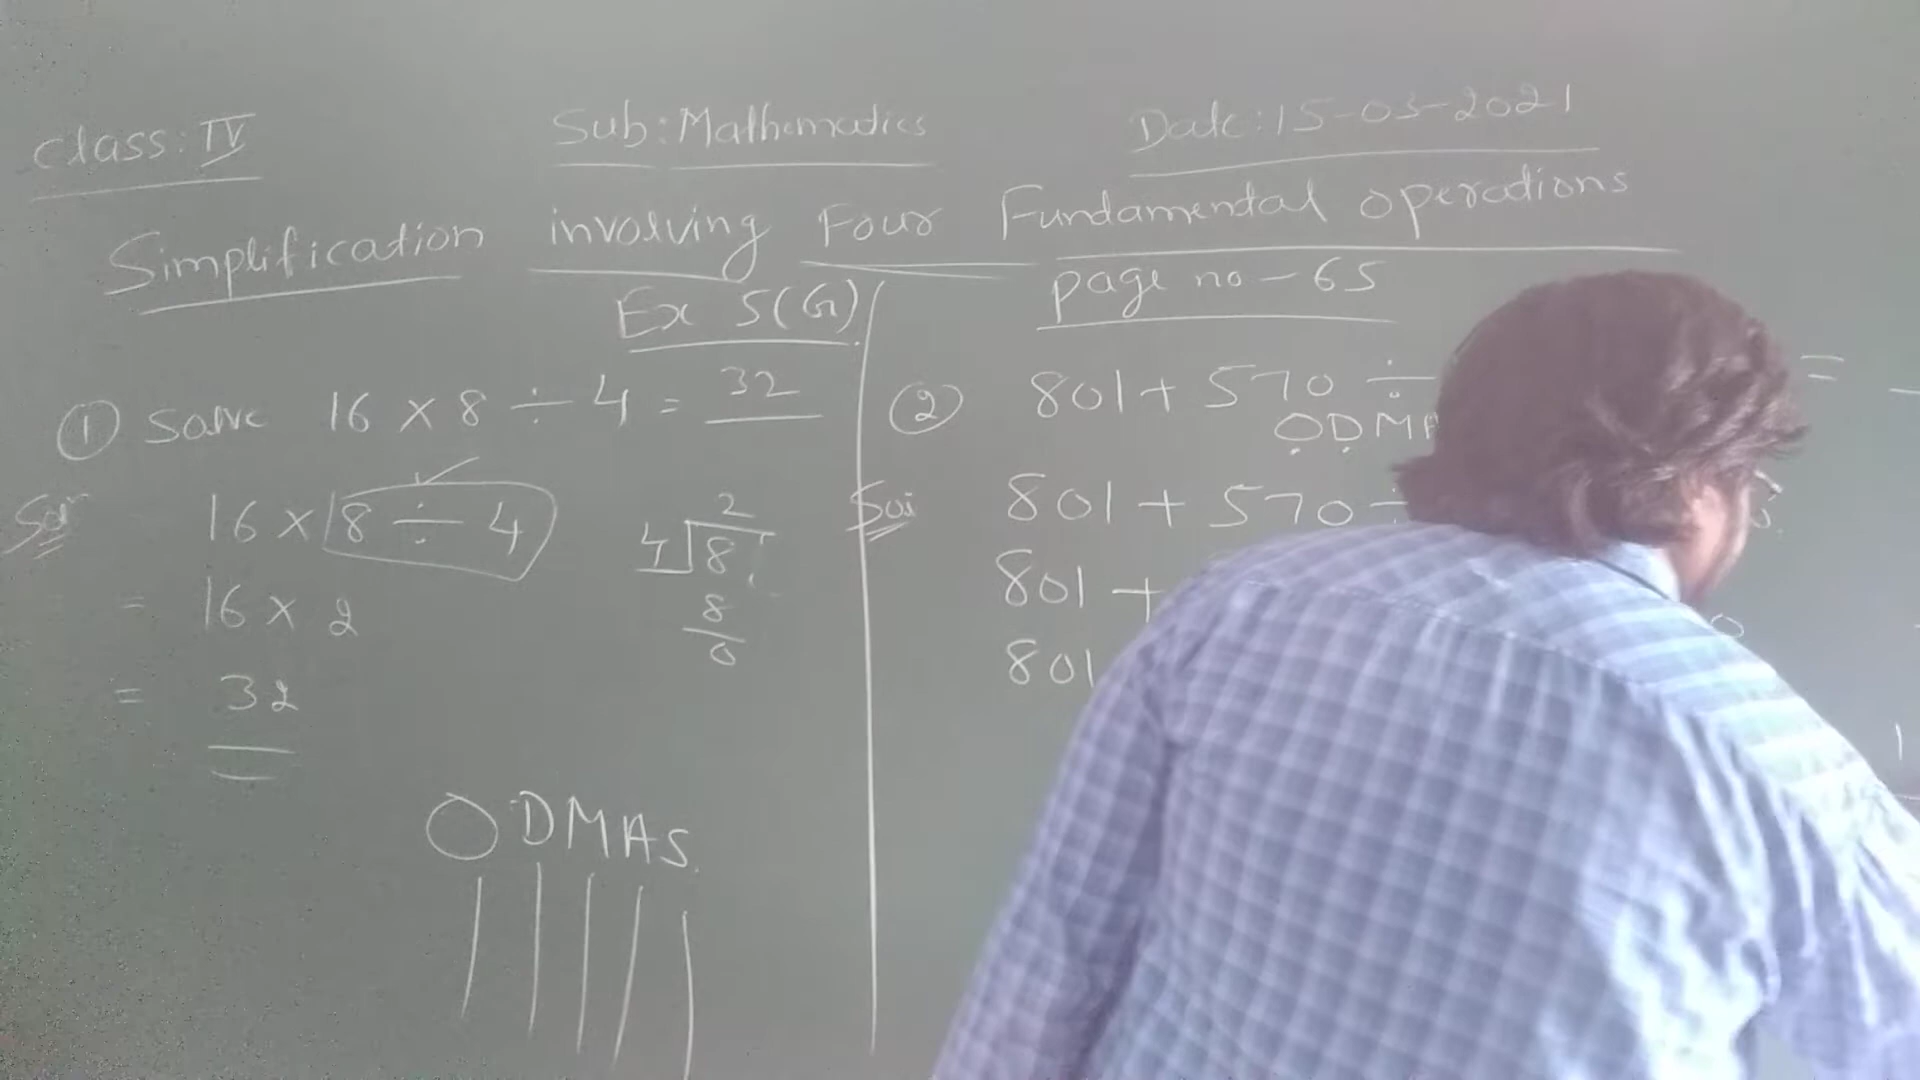 Class: IV Sub: Mathematics Date: 15-03-2021
Simplification involving Four Fundamental operations
Ex 5(G) page no - 65
① Solve 16 × 8 ÷ 4 = 32
Sol 16 × 8 ÷ 4
= 16 × 2
= 32
2
4 8
8
0
ODMAS
② 801 + 570 ÷ =
ODMA
Sol 801 + 570 ÷
801 +
801